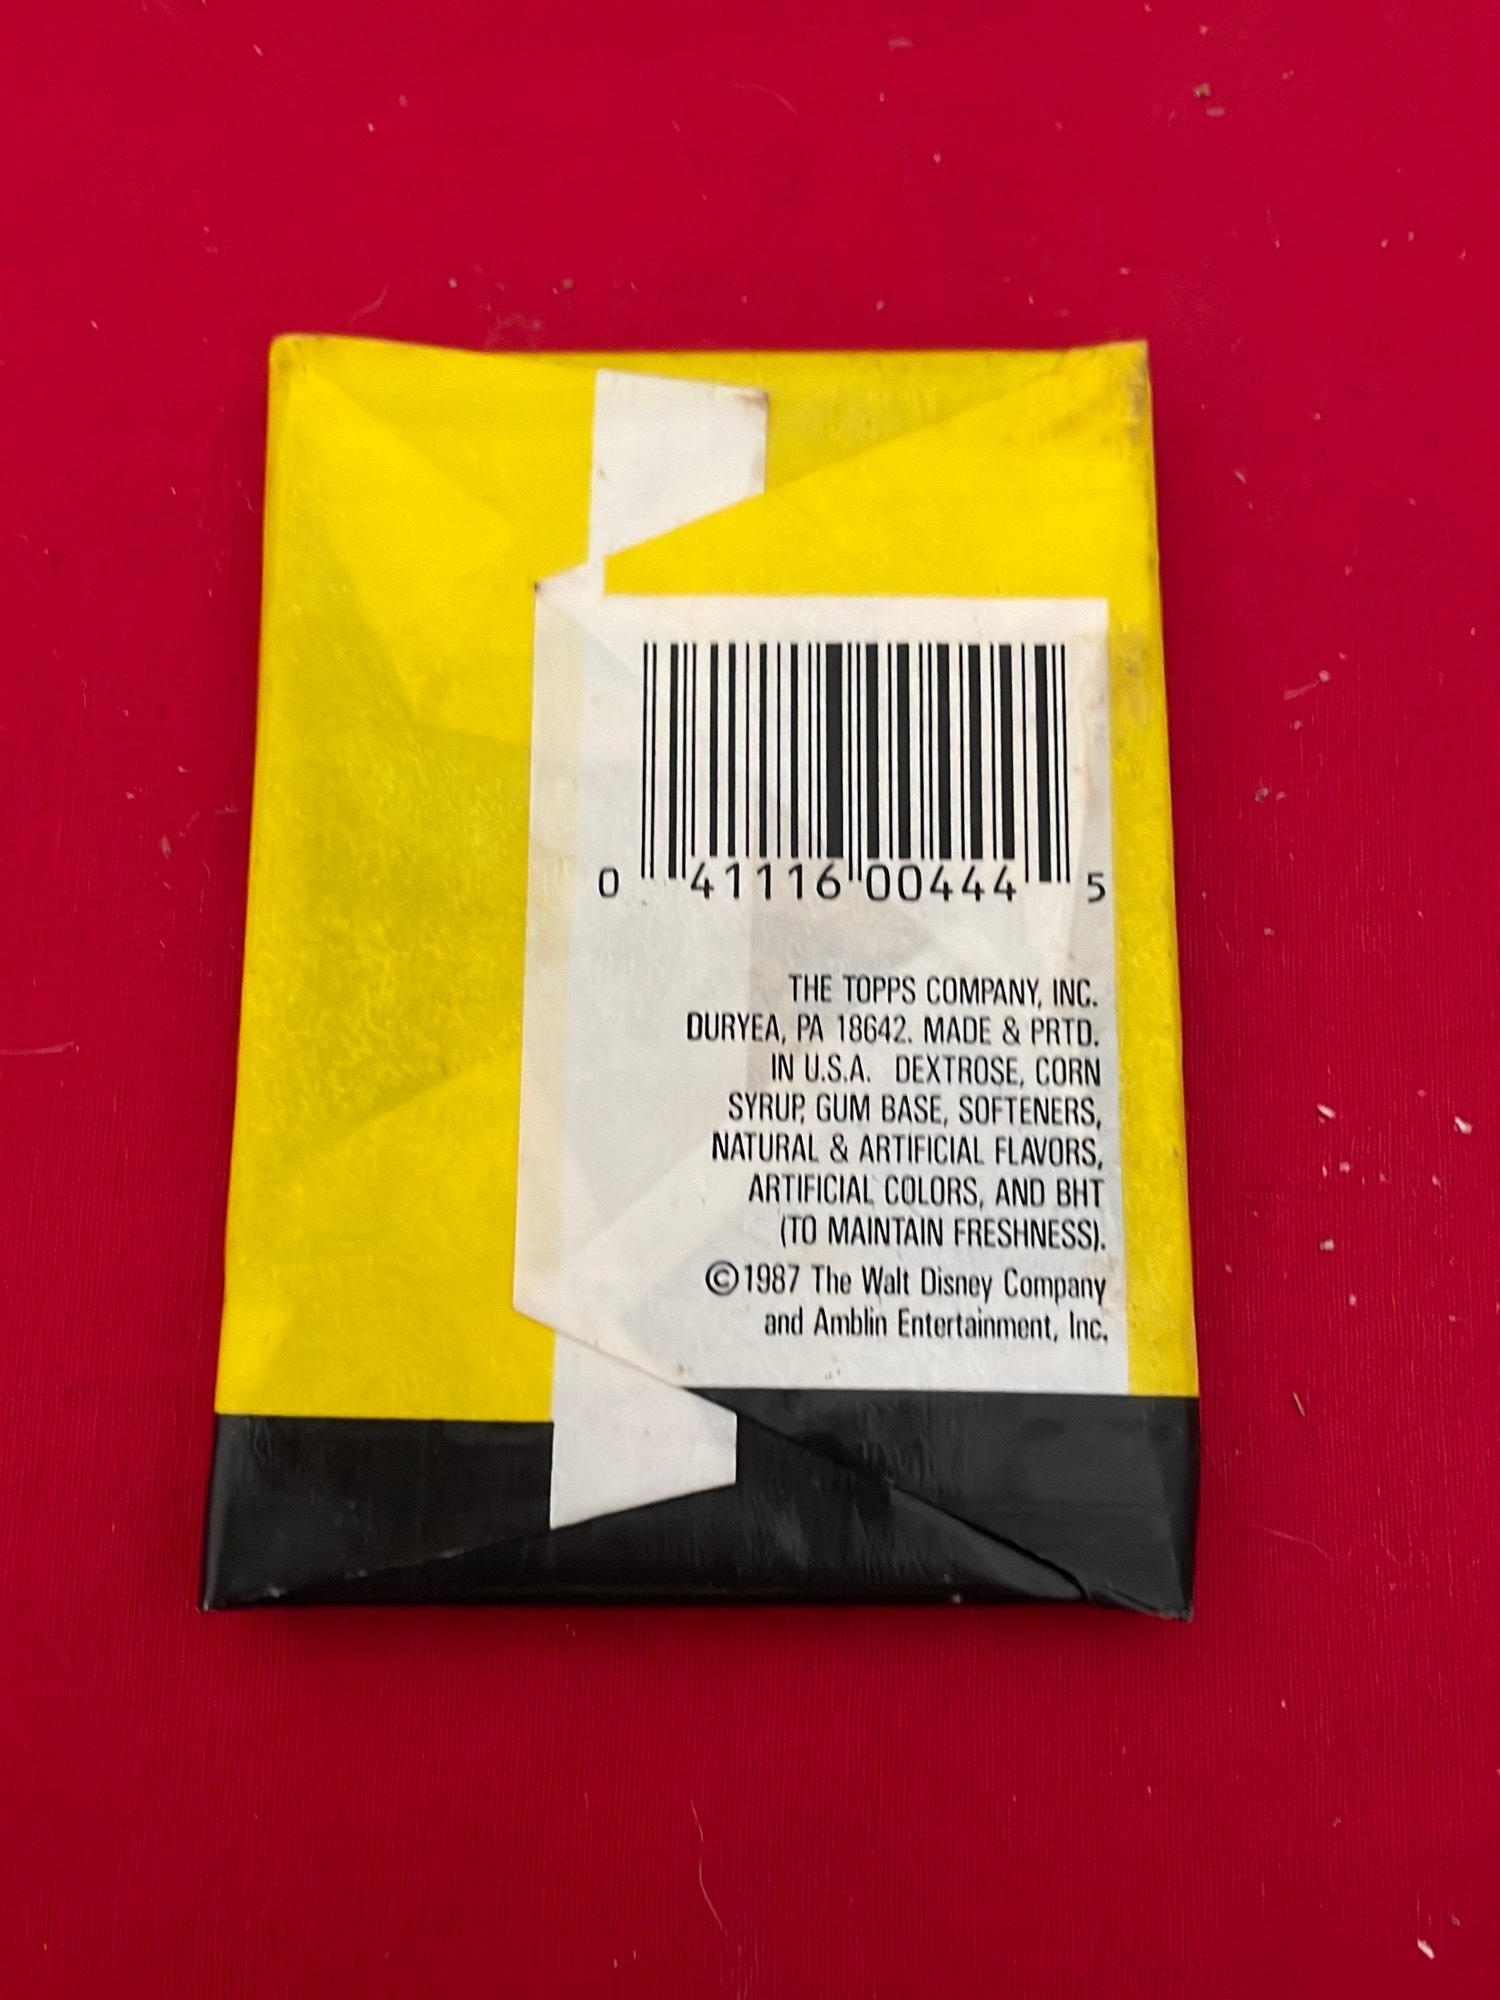 0 41116 00444 5
THE TOPPS COMPANY, INC.
DURYEA, PA 18642. MADE & PRTD.
IN U.S.A. DEXTROSE, CORN
SYRUP, GUM BASE, SOFTENERS,
NATURAL & ARTIFICIAL FLAVORS,
ARTIFICIAL COLORS, AND BHT
(TO MAINTAIN FRESHNESS).
©1987 The Walt Disney Company
and Amblin Entertainment, Inc.